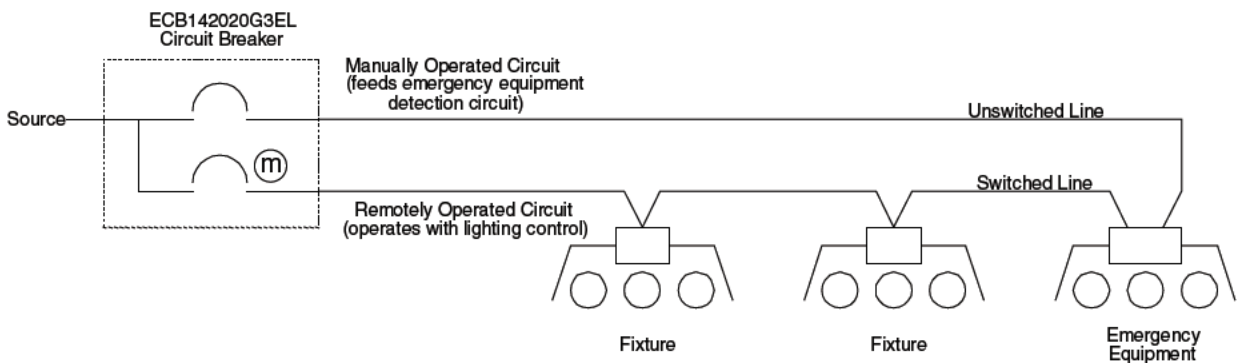 ECB142020G3EL
Circuit Breaker
Manually Operated Circuit
(feeds emergency equipment
detection circuit)
Source
Unswitched Line
m
Switched Line
Remotely Operated Circuit
(operates with lighting control)
Fixture
Fixture
Emergency
Equipment